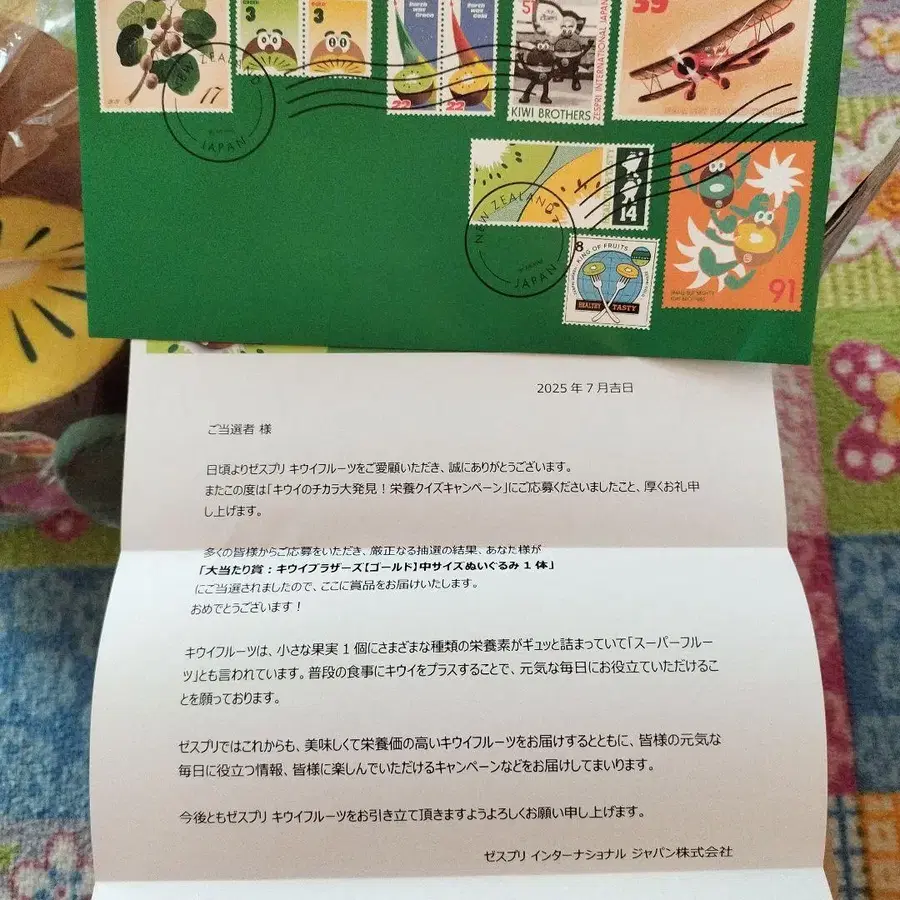 3
3
22
22
KIWI BROTHERS
ZESPRI INTERNATIONAL JAPAN
39
17
NEW ZEALAND
JAPAN
14
NEW ZEALAND
JAPAN
8
KING OF FRUITS
HEALTHY TASTY
91
2025 年 7 月吉日
ご当選者 様
日頃よりゼスプリ キウイフルーツをご愛顧いただき、誠にありがとうございます。
またこの度は「キウイのチカラ大発見！栄養クイズキャンペーン」にご応募くださいましたこと、厚くお礼申
し上げます。
多くの皆様からご応募をいただき、厳正なる抽選の結果、あなた様が
「大当たり賞：キウイブラザーズ【ゴールド】中サイズぬいぐるみ 1 体」
にご当選されましたので、ここに賞品をお届けいたします。
おめでとうございます！
キウイフルーツは、小さな果実 1 個にさまざまな種類の栄養素がギュッと詰まっていて「スーパーフルー
ツ」とも言われています。普段の食事にキウイをプラスすることで、元気な毎日にお役立ていただけるこ
とを願っております。
ゼスプリではこれからも、美味しくて栄養価の高いキウイフルーツをお届けするとともに、皆様の元気な
毎日に役立つ情報、皆様に楽しんでいただけるキャンペーンなどをお届けしてまいります。
今後ともゼスプリ キウイフルーツをお引き立て頂きますようよろしくお願い申し上げます。
ゼスプリ インターナショナル ジャパン株式会社